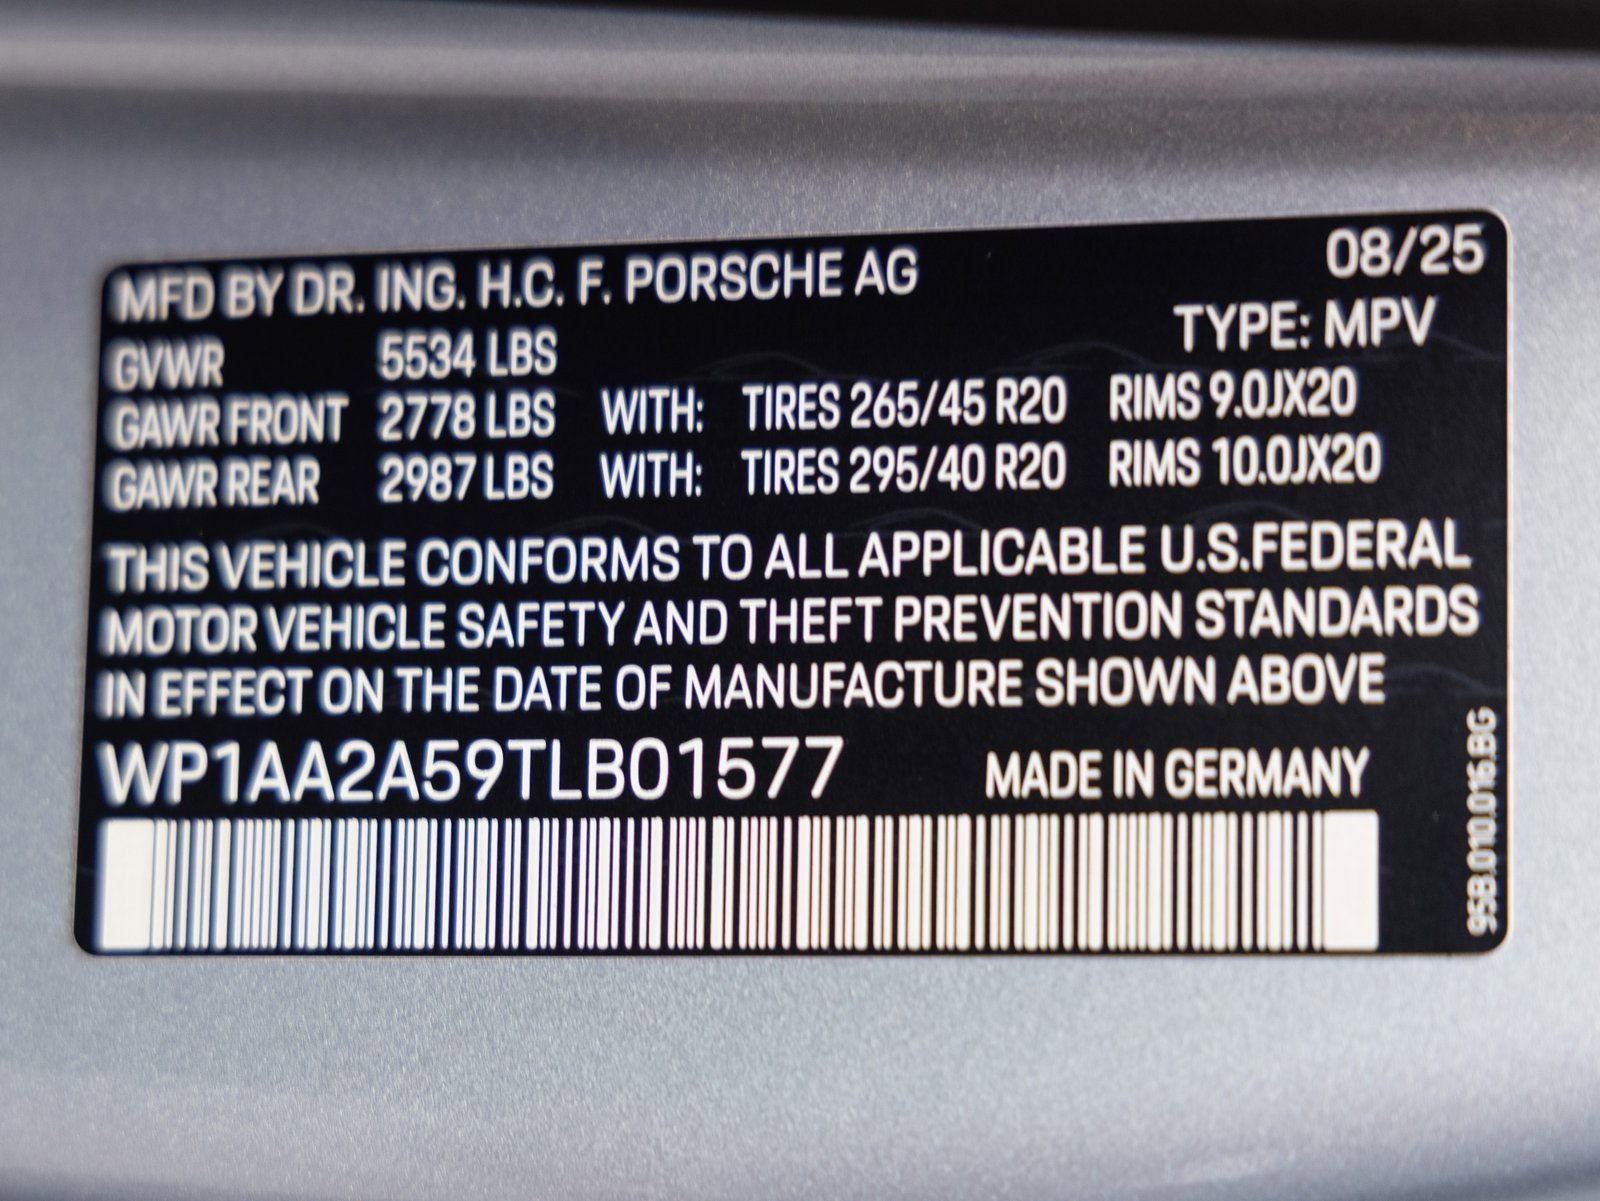 MFD BY DR. ING. H.C. F. PORSCHE AG 08/25
TYPE: MPV
GVWR 5534 LBS
GAWR FRONT 2778 LBS WITH: TIRES 265/45 R20 RIMS 9.0JX20
GAWR REAR 2987 LBS WITH: TIRES 295/40 R20 RIMS 10.0JX20
THIS VEHICLE CONFORMS TO ALL APPLICABLE U.S.FEDERAL
MOTOR VEHICLE SAFETY AND THEFT PREVENTION STANDARDS
IN EFFECT ON THE DATE OF MANUFACTURE SHOWN ABOVE
WP1AA2A59TLB01577 MADE IN GERMANY
95B.010.016.BG